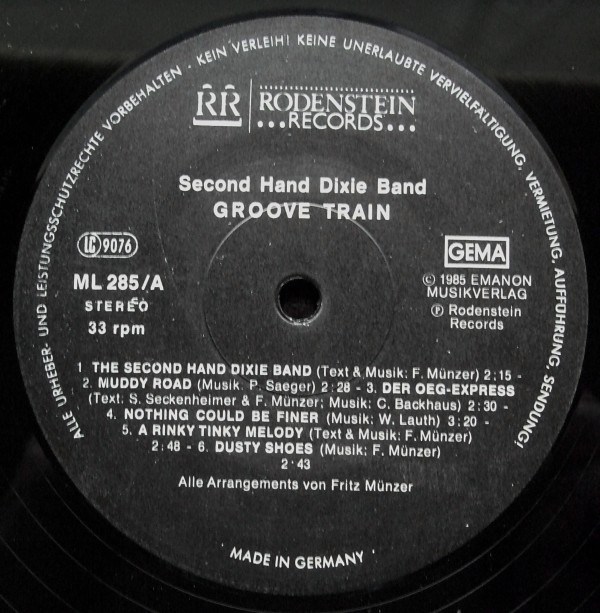 ALLE URHEBER- UND LEISTUNGSSCHUTZRECHTE VORBEHALTEN - KEIN VERLEIH! KEINE UNERLAUBTE VERVIELFÄLTIGUNG, VERMIETUNG, AUFFÜHRUNG, SENDUNG!
R̂R̂ RODENSTEIN
...RECORDS...
Second Hand Dixie Band
GROOVE TRAIN
LC 9076
ML 285/A
STEREO
33 rpm
GEMA
© 1985 EMANON
MUSIKVERLAG
℗ Rodenstein
Records
1 THE SECOND HAND DIXIE BAND (Text & Musik: F. Münzer) 2:15 -
2. MUDDY ROAD (Musik: P. Saeger) 2:28 - 3. DER OEG-EXPRESS
(Text: S. Seckenheimer & F. Münzer; Musik: C. Backhaus) 2:30 -
4. NOTHING COULD BE FINER (Musik: W. Lauth) 3:20 -
5. A RINKY TINKY MELODY (Text & Musik: F. Münzer)
2:48 - 6. DUSTY SHOES (Musik: F. Münzer)
2:43
Alle Arrangements von Fritz Münzer
MADE IN GERMANY